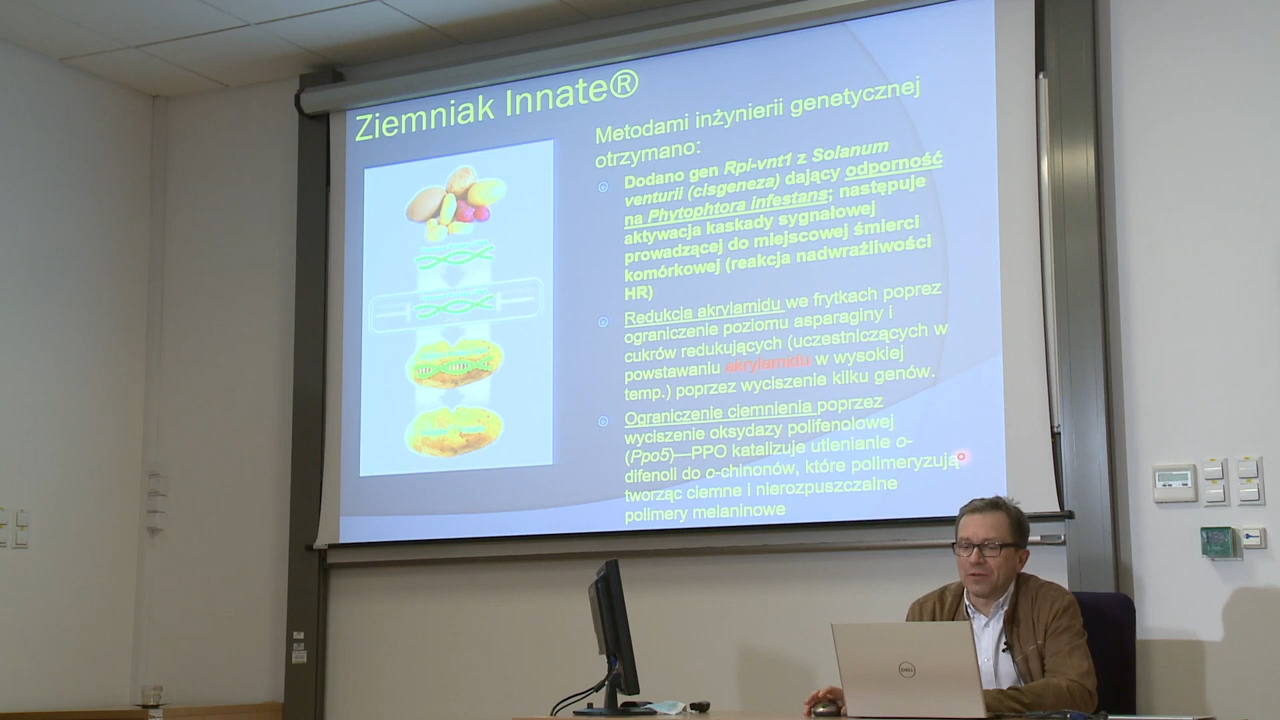 Ziemniak Innate®
Metodami inżynierii genetycznej
otrzymano:
Dodano gen Rpi-vnt1 z Solanum
venturii (cisgeneza) dający odporność
na Phytophtora infestans; następuje
aktywacja kaskady sygnałowej
prowadzącej do miejscowej śmierci
komórkowej (reakcja nadwrażliwości
HR)
Redukcja akrylamidu we frytkach poprez
ograniczenie poziomu asparaginy i
cukrów redukujących (uczestniczących w
powstawaniu akrylamidu w wysokiej
temp.) poprzez wyciszenie kilku genów.
Ograniczenie ciemnienia poprzez
wyciszenie oksydazy polifenolowej
(Ppo5)—PPO katalizuje utlenianie o-
difenoli do o-chinonów, które polimeryzują
tworząc ciemne i nierozpuszczalne
polimery melaninowe
DELL